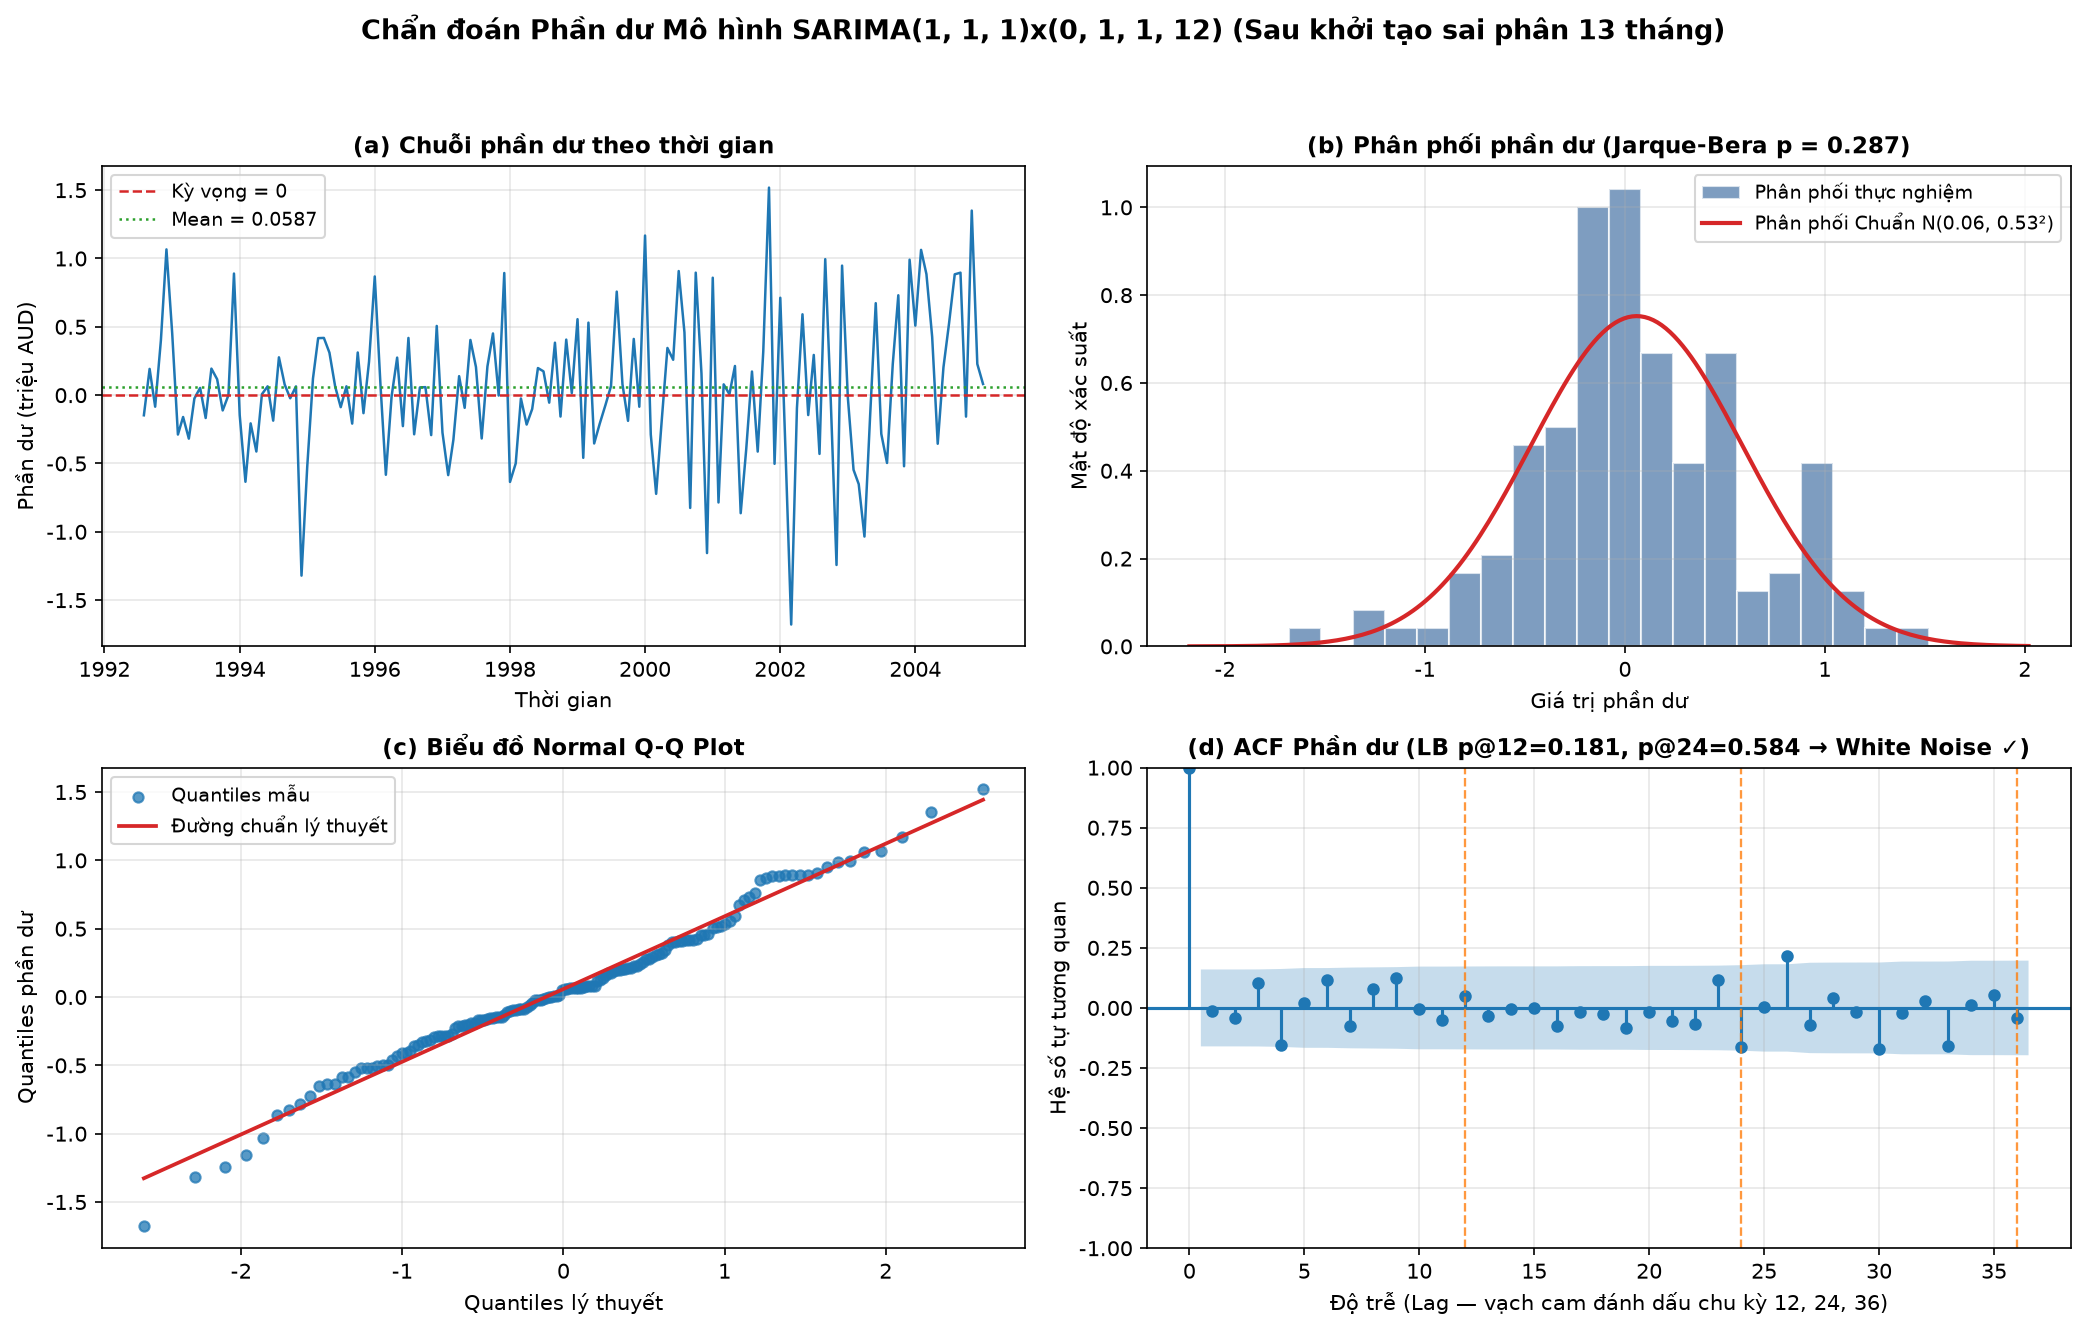 Chẩn đoán Phần dư Mô hình SARIMA(1, 1, 1)x(0, 1, 1, 12) (Sau khởi tạo sai phân 13 tháng)
(a) Chuỗi phần dư theo thời gian
Kỳ vọng = 0
Mean = 0.0587
Phần dư (triệu AUD)
1.5
1.0
0.5
0.0
-0.5
-1.0
-1.5
1992 1994 1996 1998 2000 2002 2004
Thời gian
(b) Phân phối phần dư (Jarque-Bera p = 0.287)
Phân phối thực nghiệm
Phân phối Chuẩn N(0.06, 0.53²)
Mật độ xác suất
1.0
0.8
0.6
0.4
0.2
0.0
-2 -1 0 1 2
Giá trị phần dư
(c) Biểu đồ Normal Q-Q Plot
Quantiles mẫu
Đường chuẩn lý thuyết
Quantiles phần dư
1.5
1.0
0.5
0.0
-0.5
-1.0
-1.5
-2 -1 0 1 2
Quantiles lý thuyết
(d) ACF Phần dư (LB p@12=0.181, p@24=0.584 → White Noise ✓)
Hệ số tự tương quan
1.00
0.75
0.50
0.25
0.00
-0.25
-0.50
-0.75
-1.00
0 5 10 15 20 25 30 35
Độ trễ (Lag — vạch cam đánh dấu chu kỳ 12, 24, 36)